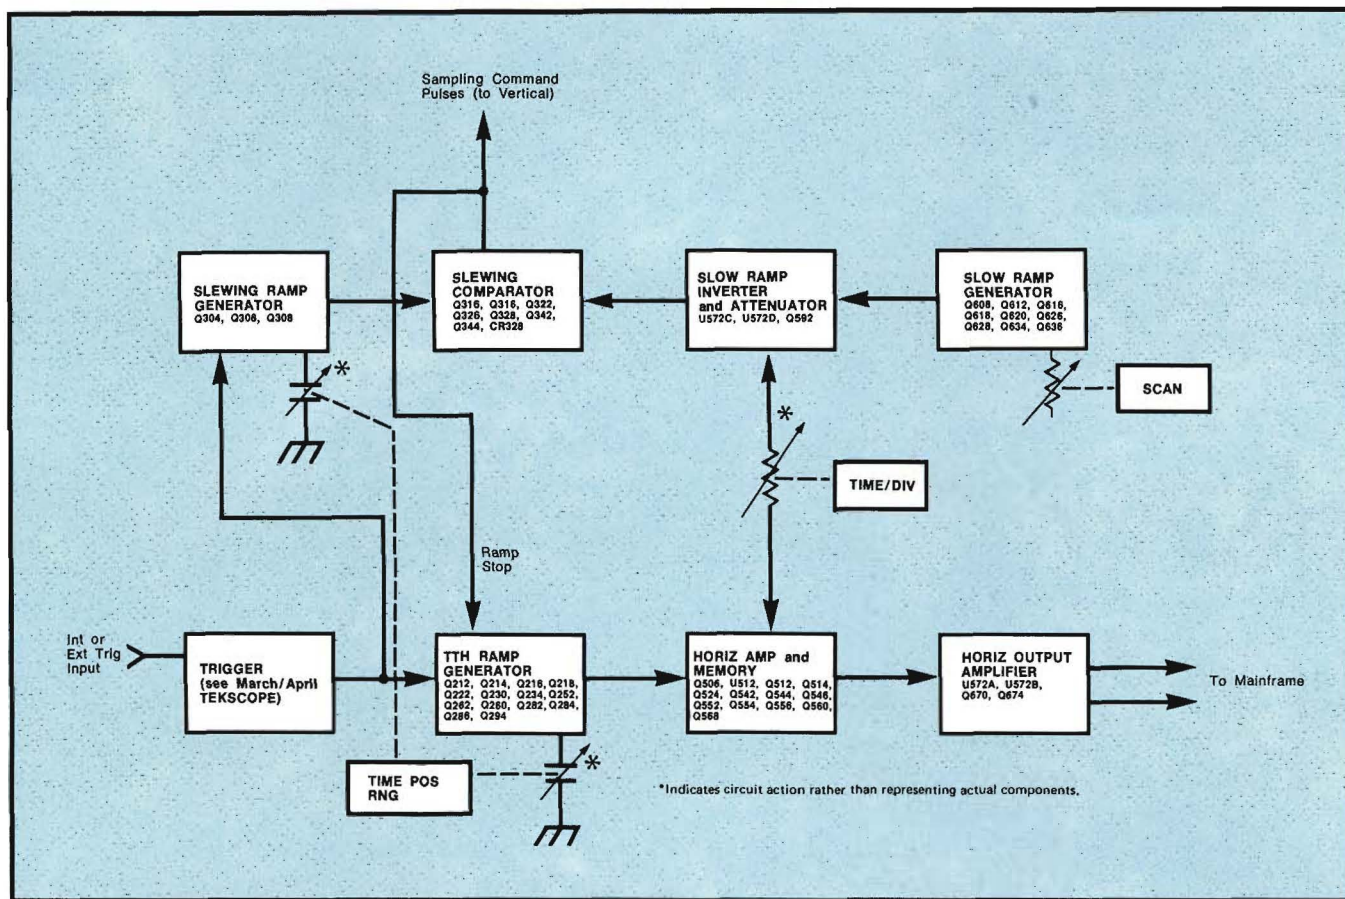 Sampling Command
Pulses (to Vertical)
SLEWING RAMP
GENERATOR
Q304, Q306, Q308
SLEWING
COMPARATOR
Q316, Q316, Q322,
Q326, Q328, Q342,
Q344, CR328
SLOW RAMP
INVERTER
and ATTENUATOR
U572C, U572D, Q592
SLOW RAMP
GENERATOR
Q608, Q612, Q616,
Q618, Q620, Q626,
Q628, Q634, Q636
*
SCAN
*
TIME/DIV
Ramp
Stop
Int or
Ext Trig
Input
TRIGGER
(see March/April
TEKSCOPE)
TTH RAMP
GENERATOR
Q212, Q214, Q216, Q218,
Q222, Q230, Q234, Q252,
Q262, Q260, Q282, Q284,
Q286, Q294
HORIZ AMP and
MEMORY
Q506, U512, Q512, Q514,
Q524, Q542, Q544, Q546,
Q552, Q554, Q556, Q560,
Q568
HORIZ OUTPUT
AMPLIFIER
U572A, U572B,
Q670, Q674
To Mainframe
TIME POS
RNG
*
*Indicates circuit action rather than representing actual components.